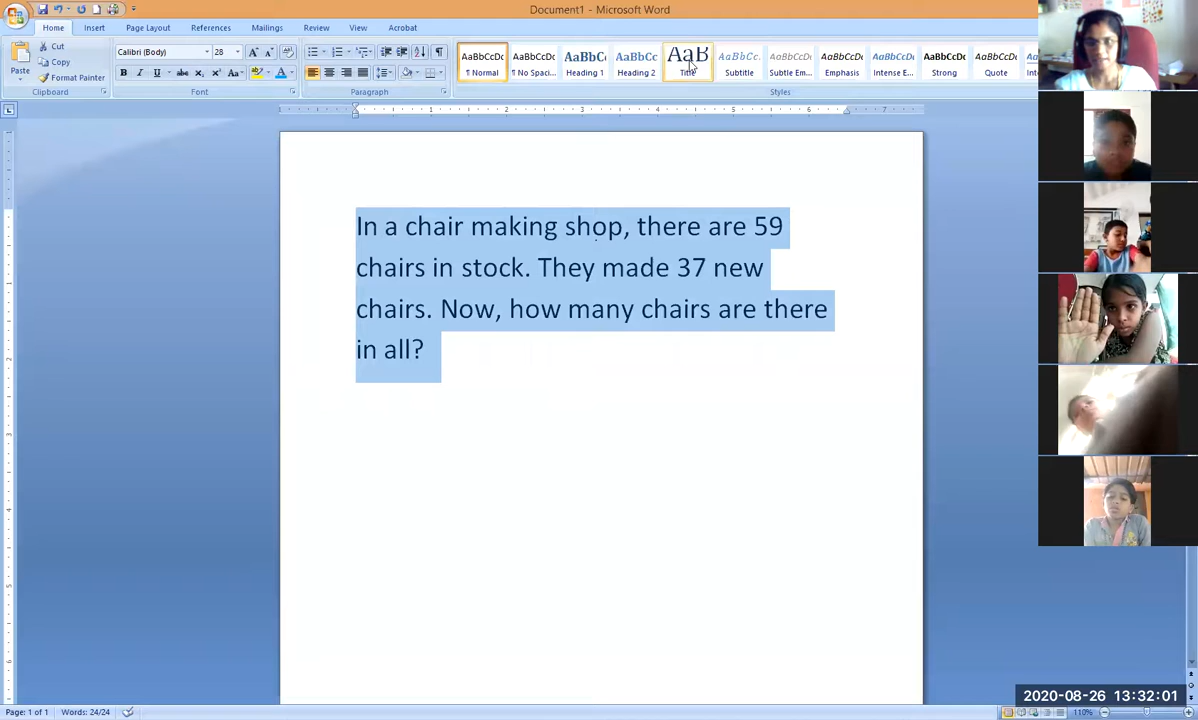 Document1 - Microsoft Word
Home Insert Page Layout References Mailings Review View Acrobat
Cut
Copy
Format Painter
Paste
Clipboard
Calibri (Body) 28
Font
Paragraph
AaBbCcDc AaBbCcDc AaBbC AaBbCc AaB AaBbCc. AaBbCcDc AaBbCcDc AaBbCcDc AaBbCcDc AaBbCcDc
¶ Normal ¶ No Spaci... Heading 1 Heading 2 Title Subtitle Subtle Em... Emphasis Intense E... Strong Quote
Styles
In a chair making shop, there are 59
chairs in stock. They made 37 new
chairs. Now, how many chairs are there
in all?
2020-08-26 13:32:01
Page: 1 of 1 Words: 24/24 110%